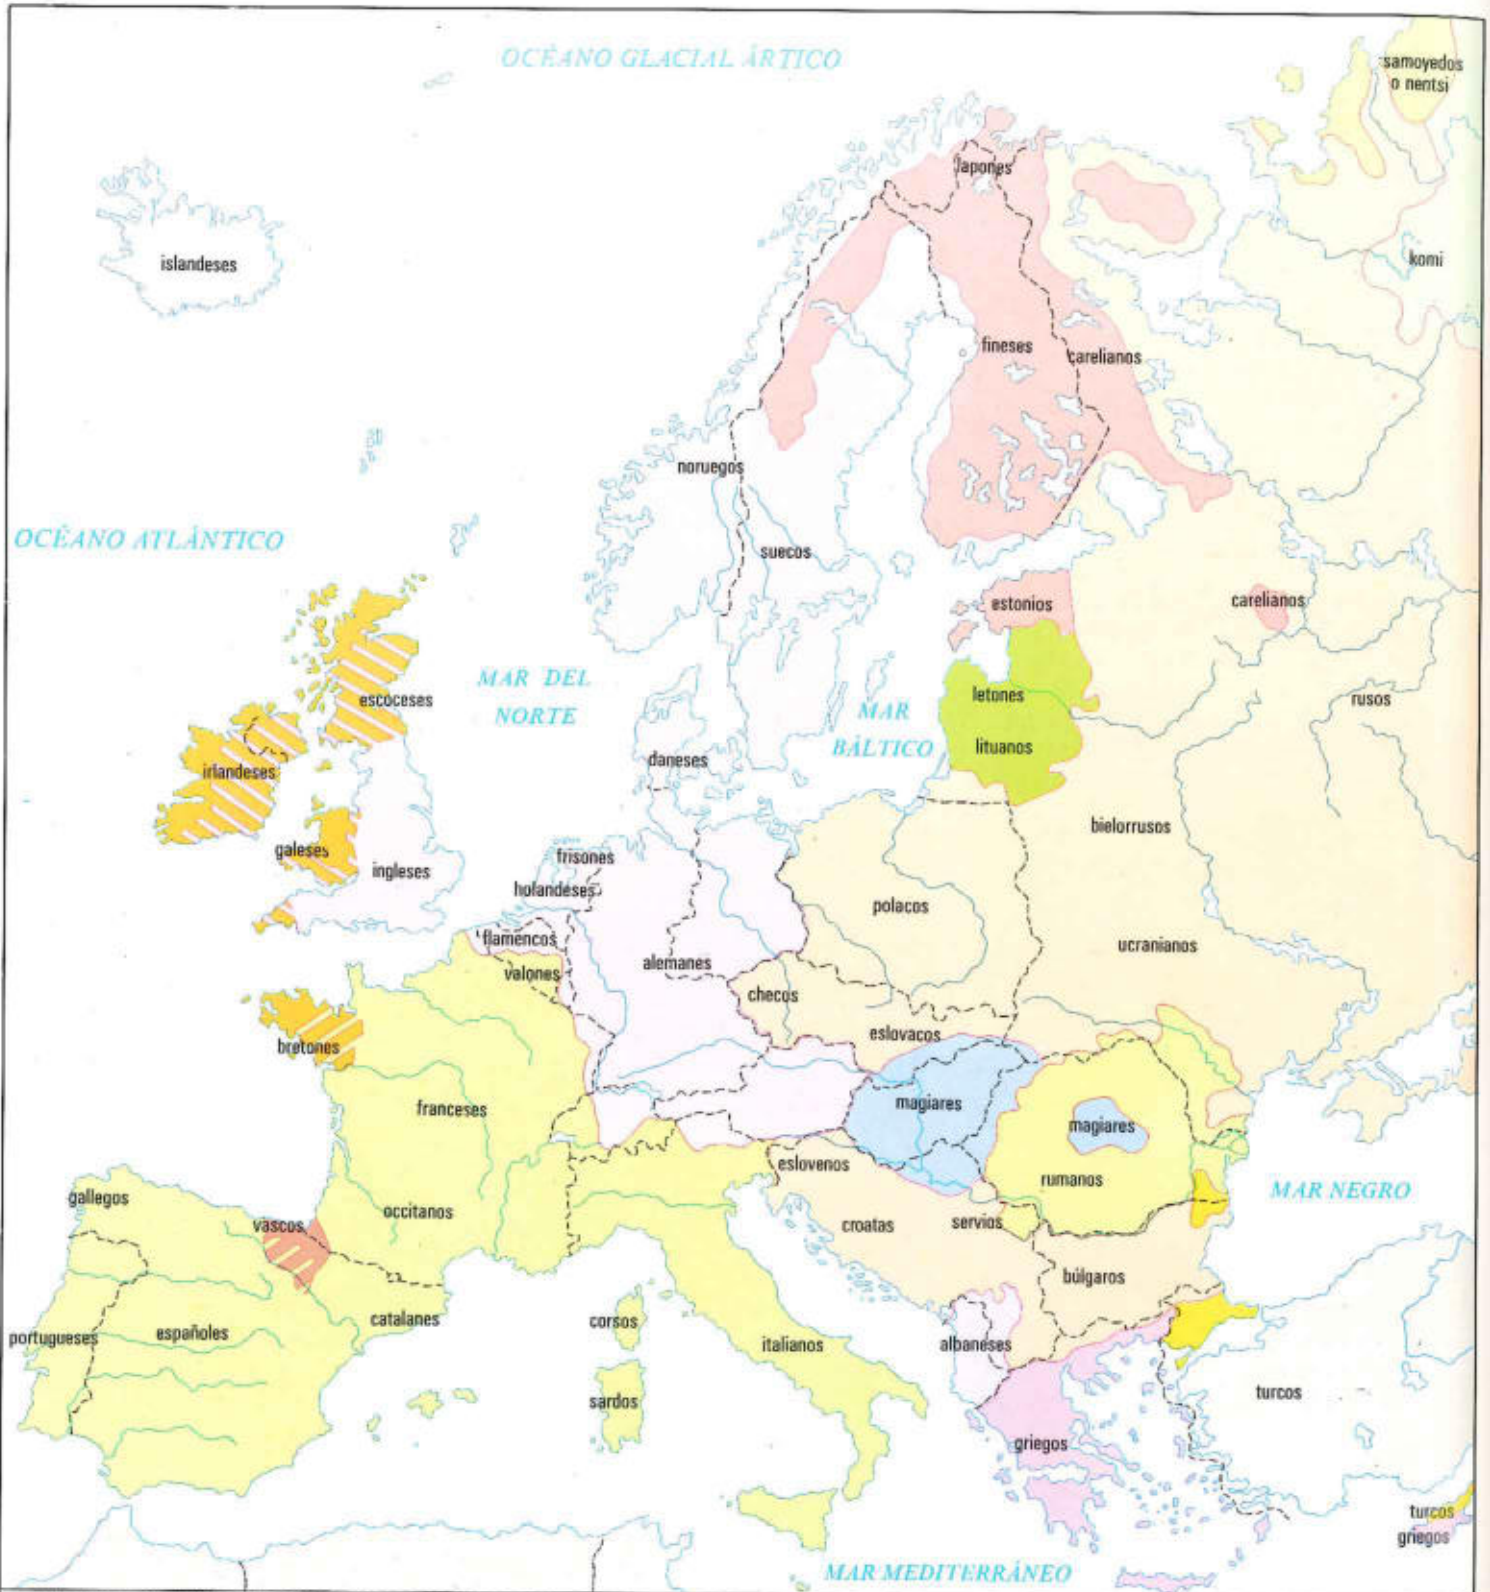 OCÉANO GLACIAL ÁRTICO
samoyedos
o nentsi
lapones
islandeses
komi
fineses
carelianos
noruegos
OCÉANO ATLÁNTICO
suecos
estonios
carelianos
MAR DEL
NORTE
escoceses
letones
rusos
MAR
BÁLTICO
lituanos
daneses
irlandeses
bielorrusos
galeses
ingleses
frisones
holandeses
polacos
flamencos
ucranianos
valones
alemanes
checos
eslovacos
bretones
franceses
magiares
magiares
eslovenos
rumanos
MAR NEGRO
gallegos
vascos
occitanos
croatas
servios
búlgaros
catalanes
corsos
portugueses
españoles
italianos
albaneses
sardos
turcos
griegos
turcos
griegos
MAR MEDITERRÁNEO